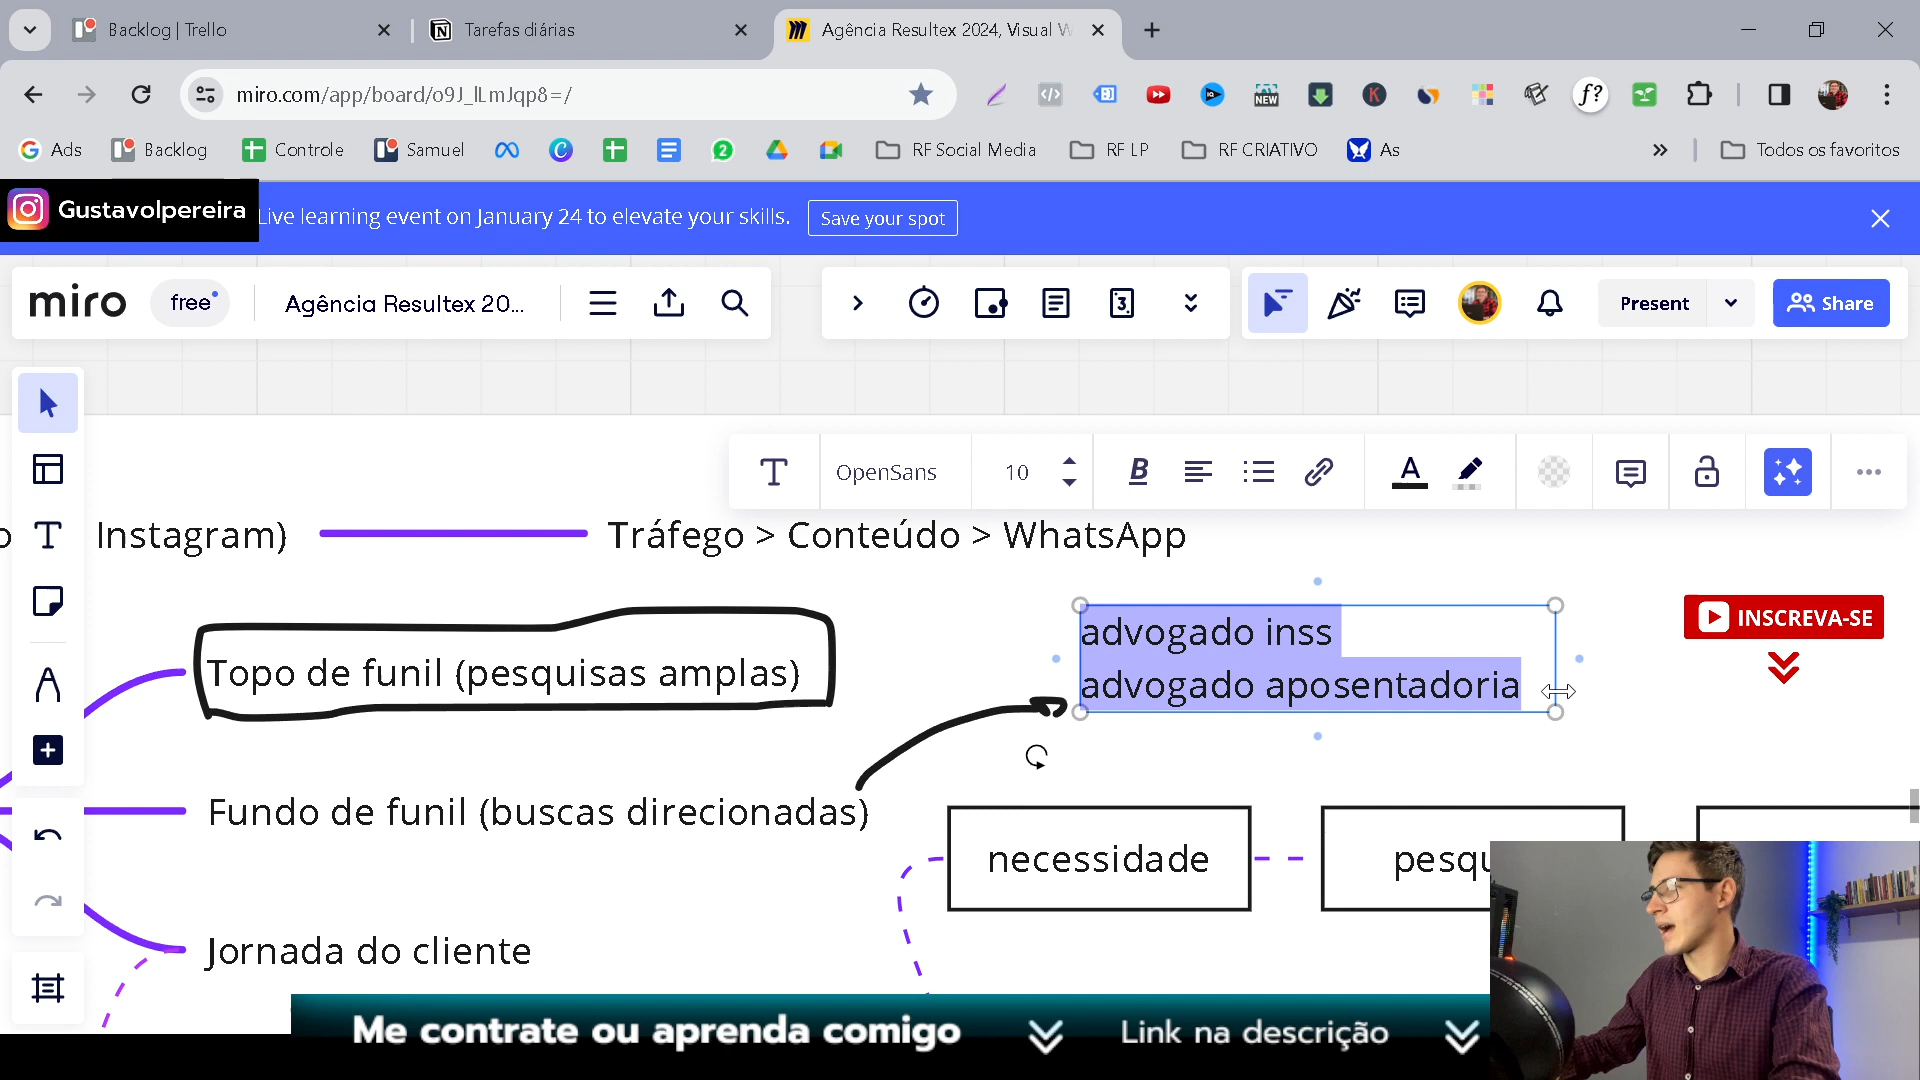 Backlog | Trello
Tarefas diárias
Agência Resultex 2024, Visual W
miro.com/app/board/o9J_lLmJqp8=/
NEW
K
f?
Ads
Backlog
Controle
Samuel
2
RF Social Media
RF LP
RF CRIATIVO
As
Todos os favoritos
Gustavolpereira
Live learning event on January 24 to elevate your skills.
Save your spot
miro
free
Agência Resultex 20...
3
Present
Share
OpenSans
10
B
A
Instagram)
Tráfego > Conteúdo > WhatsApp
advogado inss
advogado aposentadoria
INSCREVA-SE
Topo de funil (pesquisas amplas)
Fundo de funil (buscas direcionadas)
necessidade
pesqu
Jornada do cliente
Me contrate ou aprenda comigo
Link na descrição